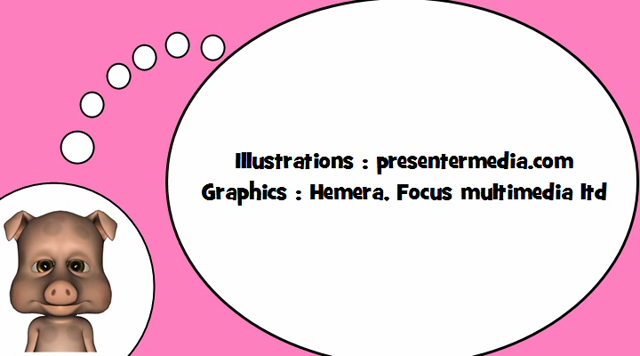 Illustrations : presentermedia.com
Graphics : Hemera, Focus multimedia ltd